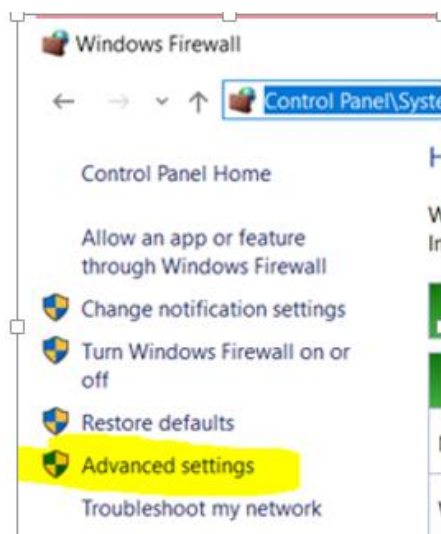 Windows Firewall
Control Panel\Syste
Control Panel Home
Allow an app or feature
through Windows Firewall
Change notification settings
Turn Windows Firewall on or
off
Restore defaults
Advanced settings
Troubleshoot my network